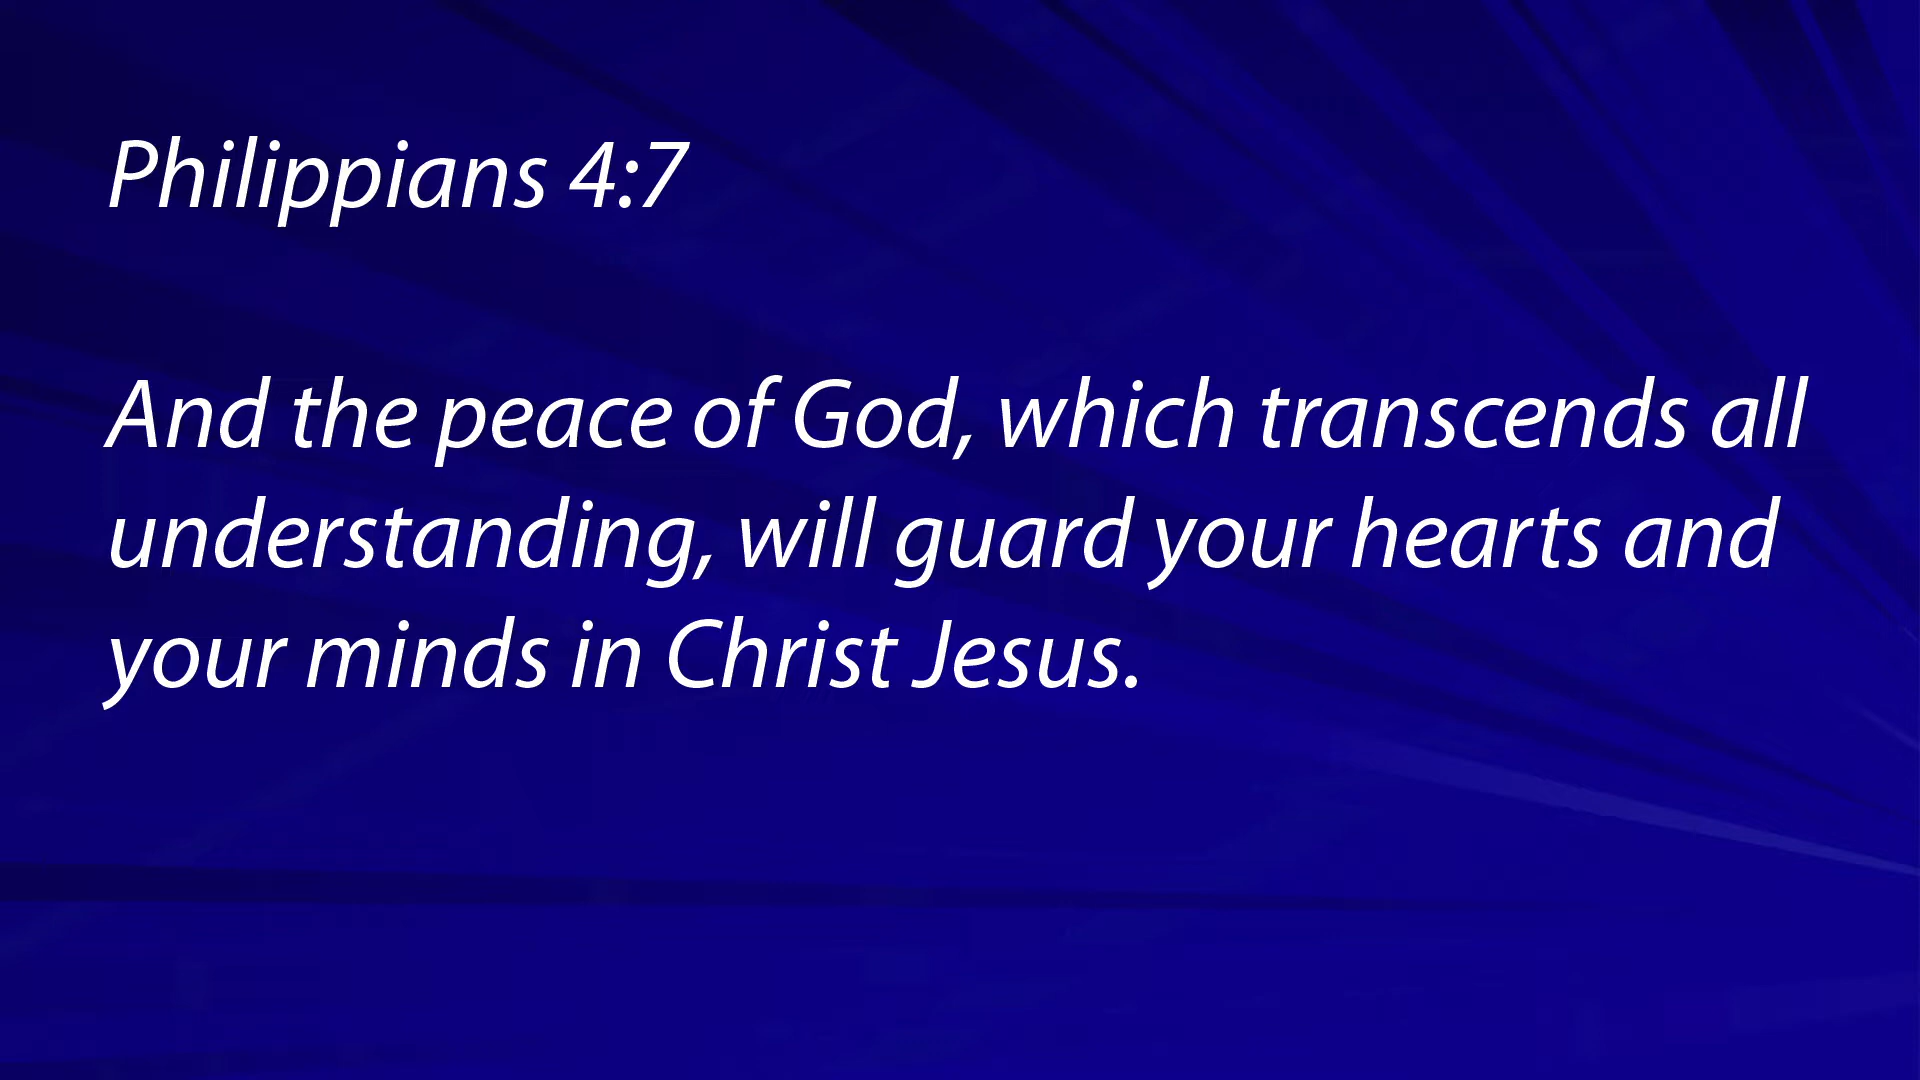 Philippians 4:7
And the peace of God, which transcends all
understanding, will guard your hearts and
your minds in Christ Jesus.